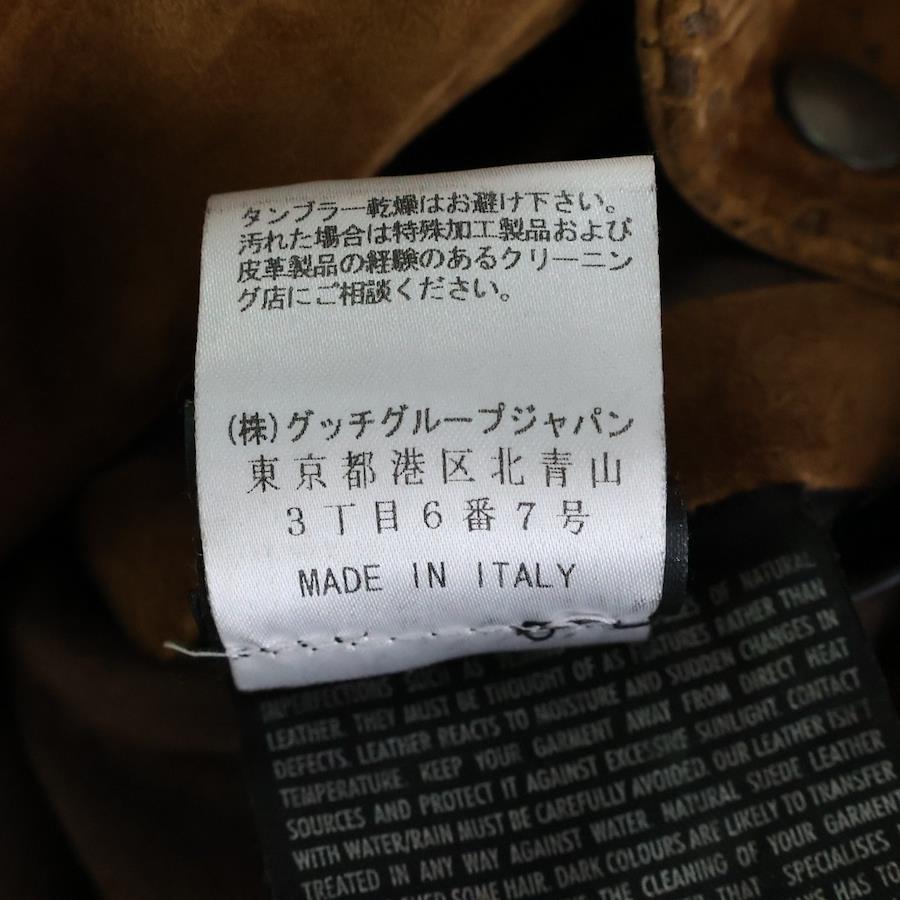 タンブラー乾燥はお避け下さい。
汚れた場合は特殊加工製品および
皮革製品の経験のあるクリーニン
グ店にご相談ください。
(株)グッチグループジャパン
東京都港区北青山
3丁目6番7号
MADE IN ITALY
OF NATURAL
IMPERFECTIONS SUCH AS FEATURES RATHER THAN
LEATHER. THEY MUST BE THOUGHT OF AS SUDDEN CHANGES IN
DEFECTS. LEATHER REACTS TO MOISTURE AND DIRECT HEAT
TEMPERATURE. KEEP YOUR GARMENT AWAY FROM CONTACT
SOURCES AND PROTECT IT AGAINST EXCESSIVE SUNLIGHT. ISN'T
WITH WATER/RAIN MUST BE CAREFULLY AVOIDED. OUR LEATHER
TREATED IN ANY WAY AGAINST WATER. NATURAL SUEDE LEATHER
SOME HAIR. DARK COLOURS ARE LIKELY TO TRANSFER
THE CLEANING OF YOUR GARMENT
THAT SPECIALISES
HAS TO